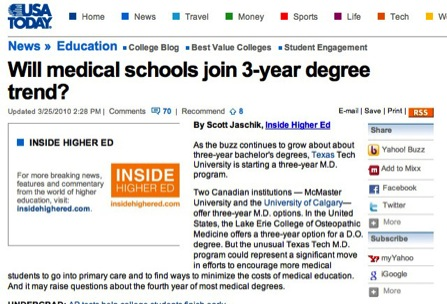 USA TODAY.
Home News Travel Money Sports Life Tech
News » Education College Blog Best Value Colleges Student Engagement
Will medical schools join 3-year degree
trend?
Updated 3/25/2010 2:28 PM | Comments 70 | Recommend 8
E-mail | Save | Print | RSS
INSIDE HIGHER ED
For more breaking news,
features and commentary
from the world of higher
education, visit:
insidehighered.com
INSIDE
HIGHER ED
insidehighered.com
By Scott Jaschik, Inside Higher Ed
As the buzz continues to grow about about
three-year bachelor's degrees, Texas Tech
University is starting a three-year M.D.
program.
Two Canadian institutions — McMaster
University and the University of Calgary—
offer three-year M.D. options. In the United
States, the Lake Erie College of Osteopathic
Medicine offers a three-year option for a D.O.
degree. But the unusual Texas Tech M.D.
program could represent a significant move
in efforts to encourage more medical
students to go into primary care and to find ways to minimize the costs of medical education.
And it may raise questions about the fourth year of most medical degrees.
Share
Yahoo! Buzz
Add to Mixx
Facebook
Twitter
More
Subscribe
myYahoo
iGoogle
More